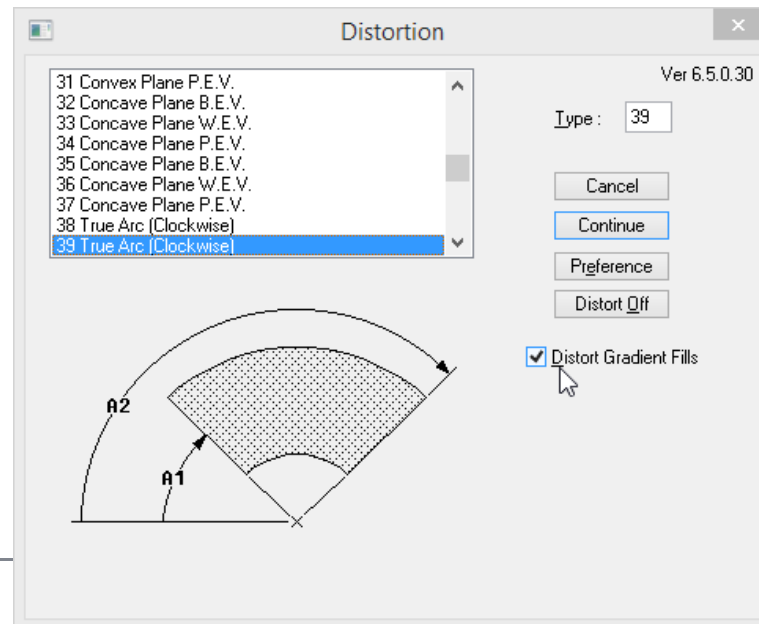 Distortion
Ver 6.5.0.30
31 Convex Plane P.E.V.
32 Concave Plane B.E.V.
33 Concave Plane W.E.V.
34 Concave Plane P.E.V.
35 Concave Plane B.E.V.
36 Concave Plane W.E.V.
37 Concave Plane P.E.V.
38 True Arc (Clockwise)
39 True Arc (Clockwise)
Type : 39
Cancel
Continue
Preference
Distort Off
Distort Gradient Fills
A2
A1